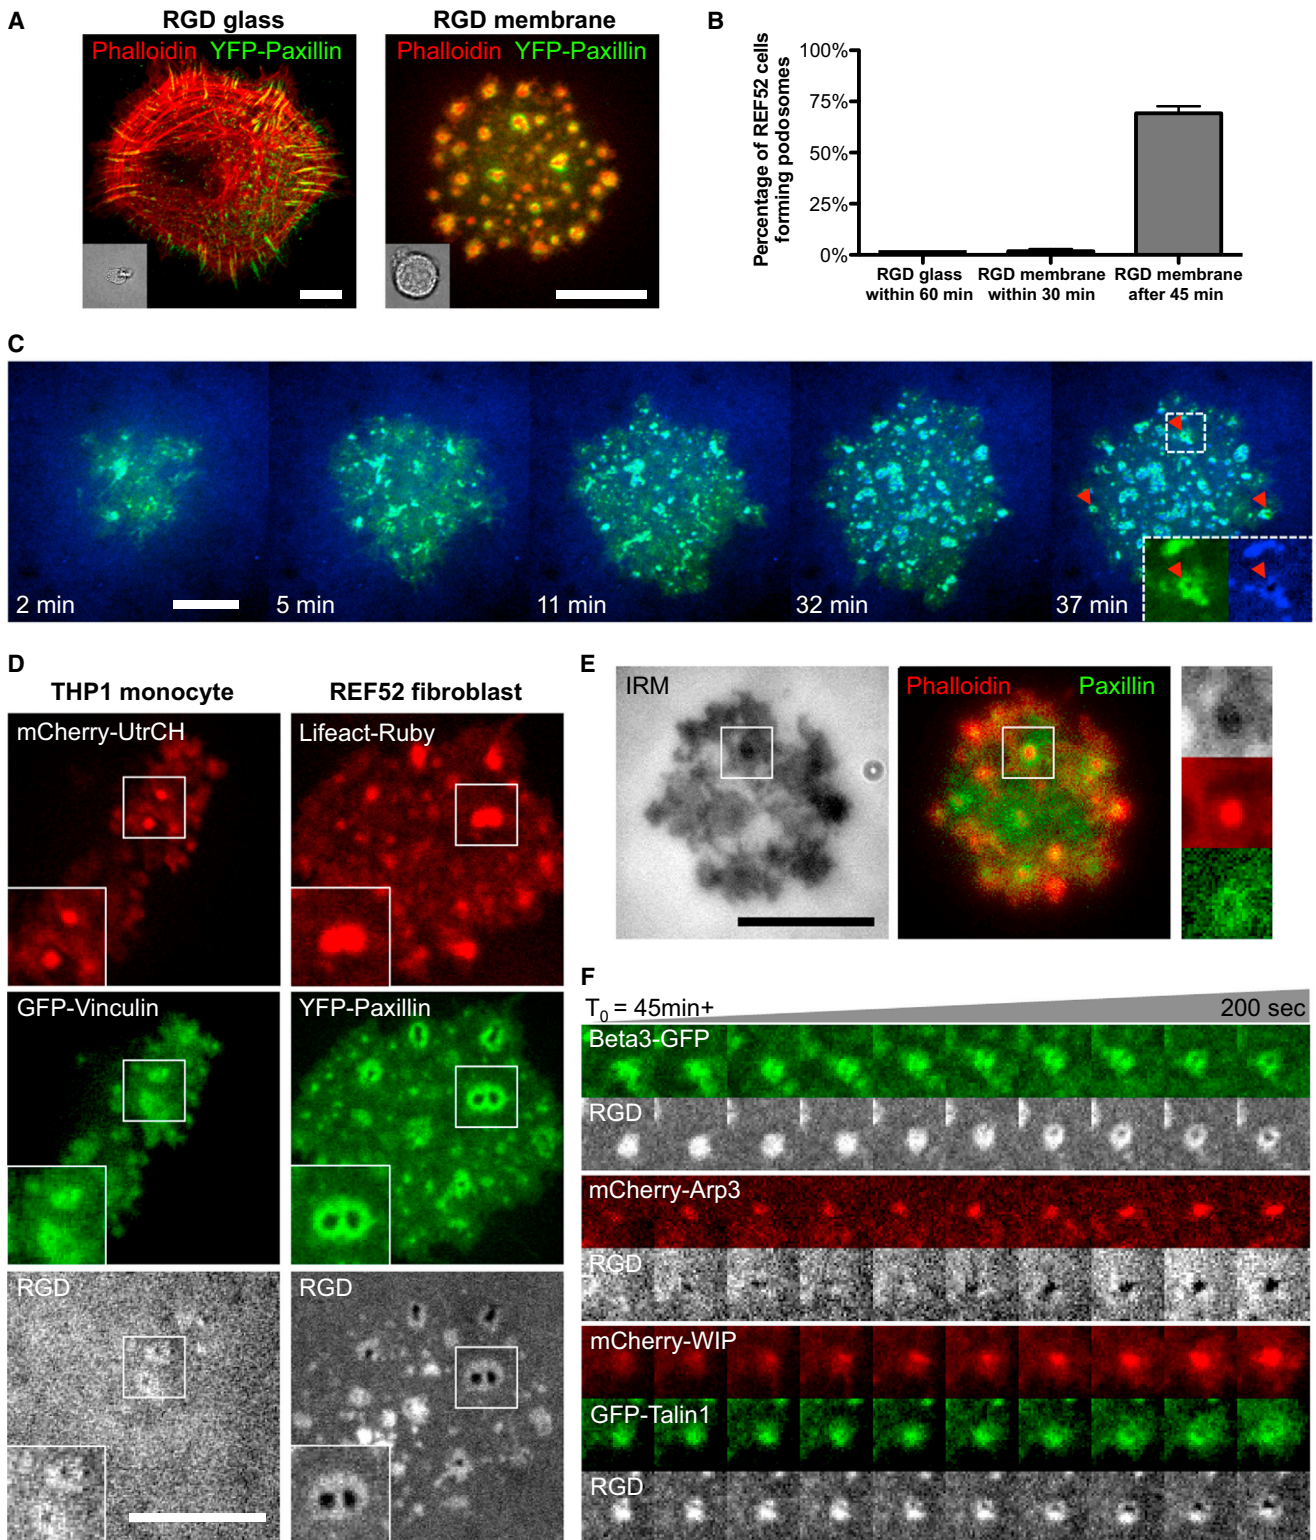 A
RGD glass
Phalloidin YFP-Paxillin
RGD membrane
Phalloidin YFP-Paxillin
B
Percentage of REF52 cells
forming podosomes
100%
75%
50%
25%
0%
RGD glass
within 60 min
RGD membrane
within 30 min
RGD membrane
after 45 min
C
2 min
5 min
11 min
32 min
37 min
D
THP1 monocyte
REF52 fibroblast
mCherry-UtrCH
Lifeact-Ruby
GFP-Vinculin
YFP-Paxillin
RGD
RGD
E
IRM
Phalloidin
Paxillin
F
T0 = 45min+
200 sec
Beta3-GFP
RGD
mCherry-Arp3
RGD
mCherry-WIP
GFP-Talin1
RGD